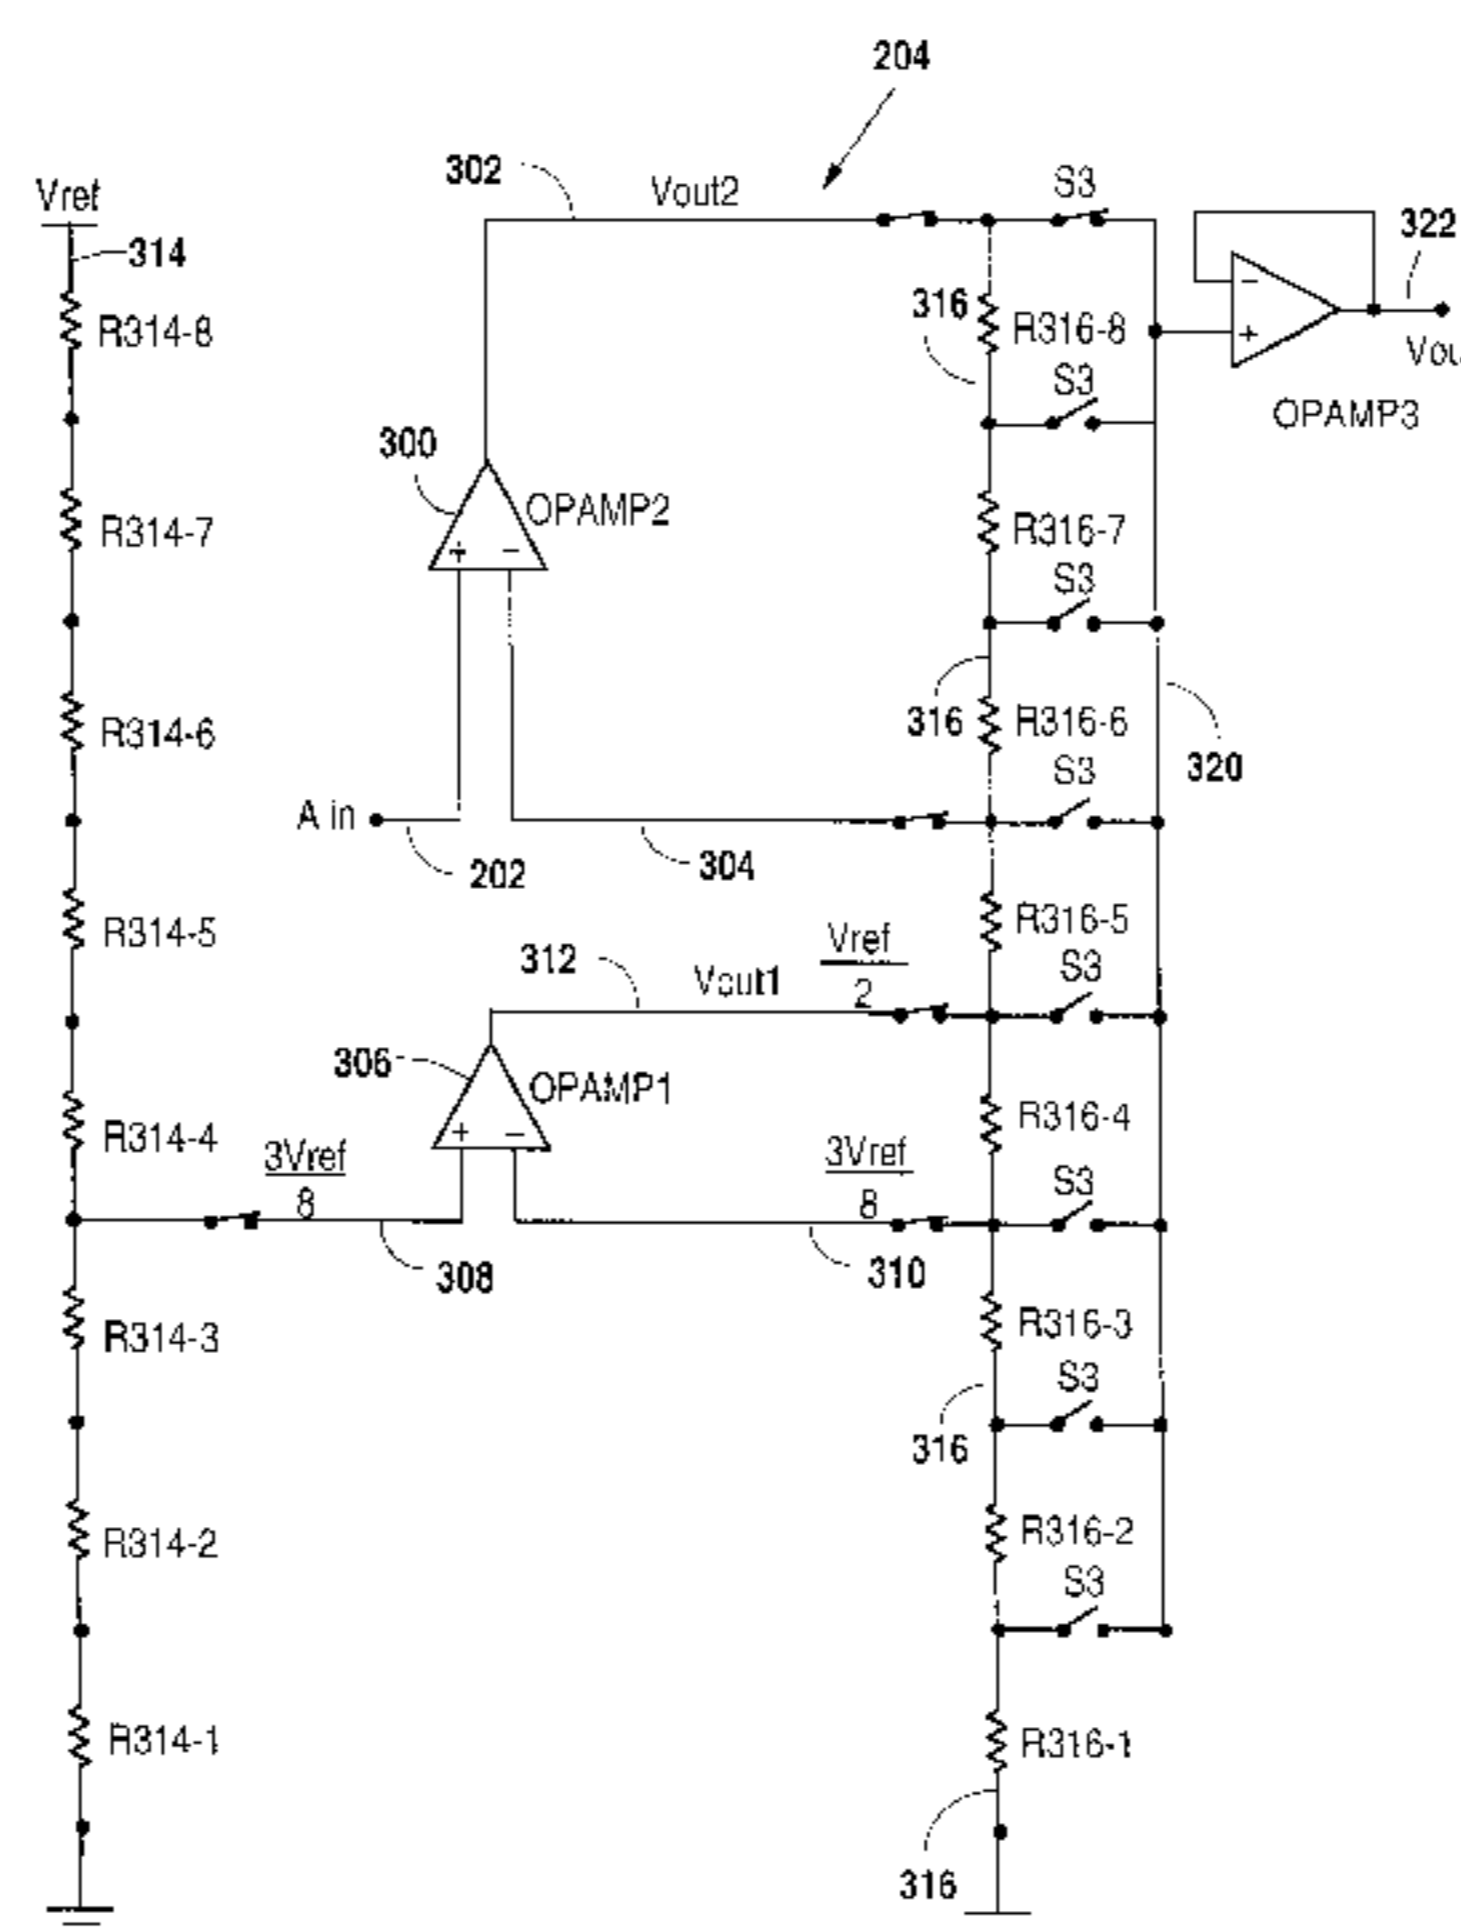 204
302
Vout2
S3
Vref
314
322
R314-8
316
R316-8
S3
Vou
OPAMP3
300
OPAMP2
R314-7
R316-7
S3
R314-6
316
R316-6
S3
320
A in
202
304
R314-5
R316-5
312
Vout1
Vref
2
S3
306
OPAMP1
R314-4
R316-4
3Vref
8
3Vref
8
S3
308
310
R314-3
R316-3
S3
316
R314-2
R316-2
S3
R314-1
R316-1
316